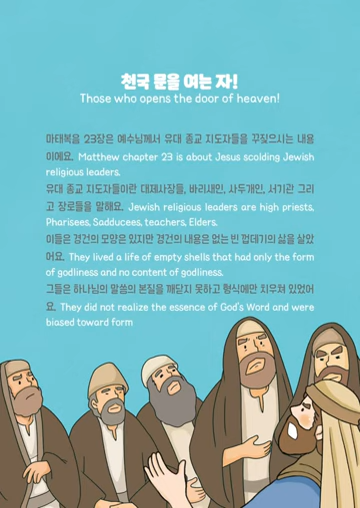 천국 문을 여는 자!
Those who opens the door of heaven!
마태복음 23장은 예수님께서 유대 종교 지도자들을 꾸짖으시는 내용
이에요. Matthew chapter 23 is about Jesus scolding Jewish
religious leaders.
유대 종교 지도자들이란 대제사장들, 바리새인, 사두개인, 서기관 그리
고 장로들을 말해요. Jewish religious leaders are high priests,
Pharisees, Sadducees, teachers, Elders.
이들은 경건의 모양은 있지만 경건의 내용은 없는 빈 껍데기의 삶을 살았
어요. They lived a life of empty shells that had only the form
of godliness and no content of godliness.
그들은 하나님의 말씀의 본질을 깨닫지 못하고 형식에만 치우쳐 있었어
요. They did not realize the essence of God's Word and were
biased toward form